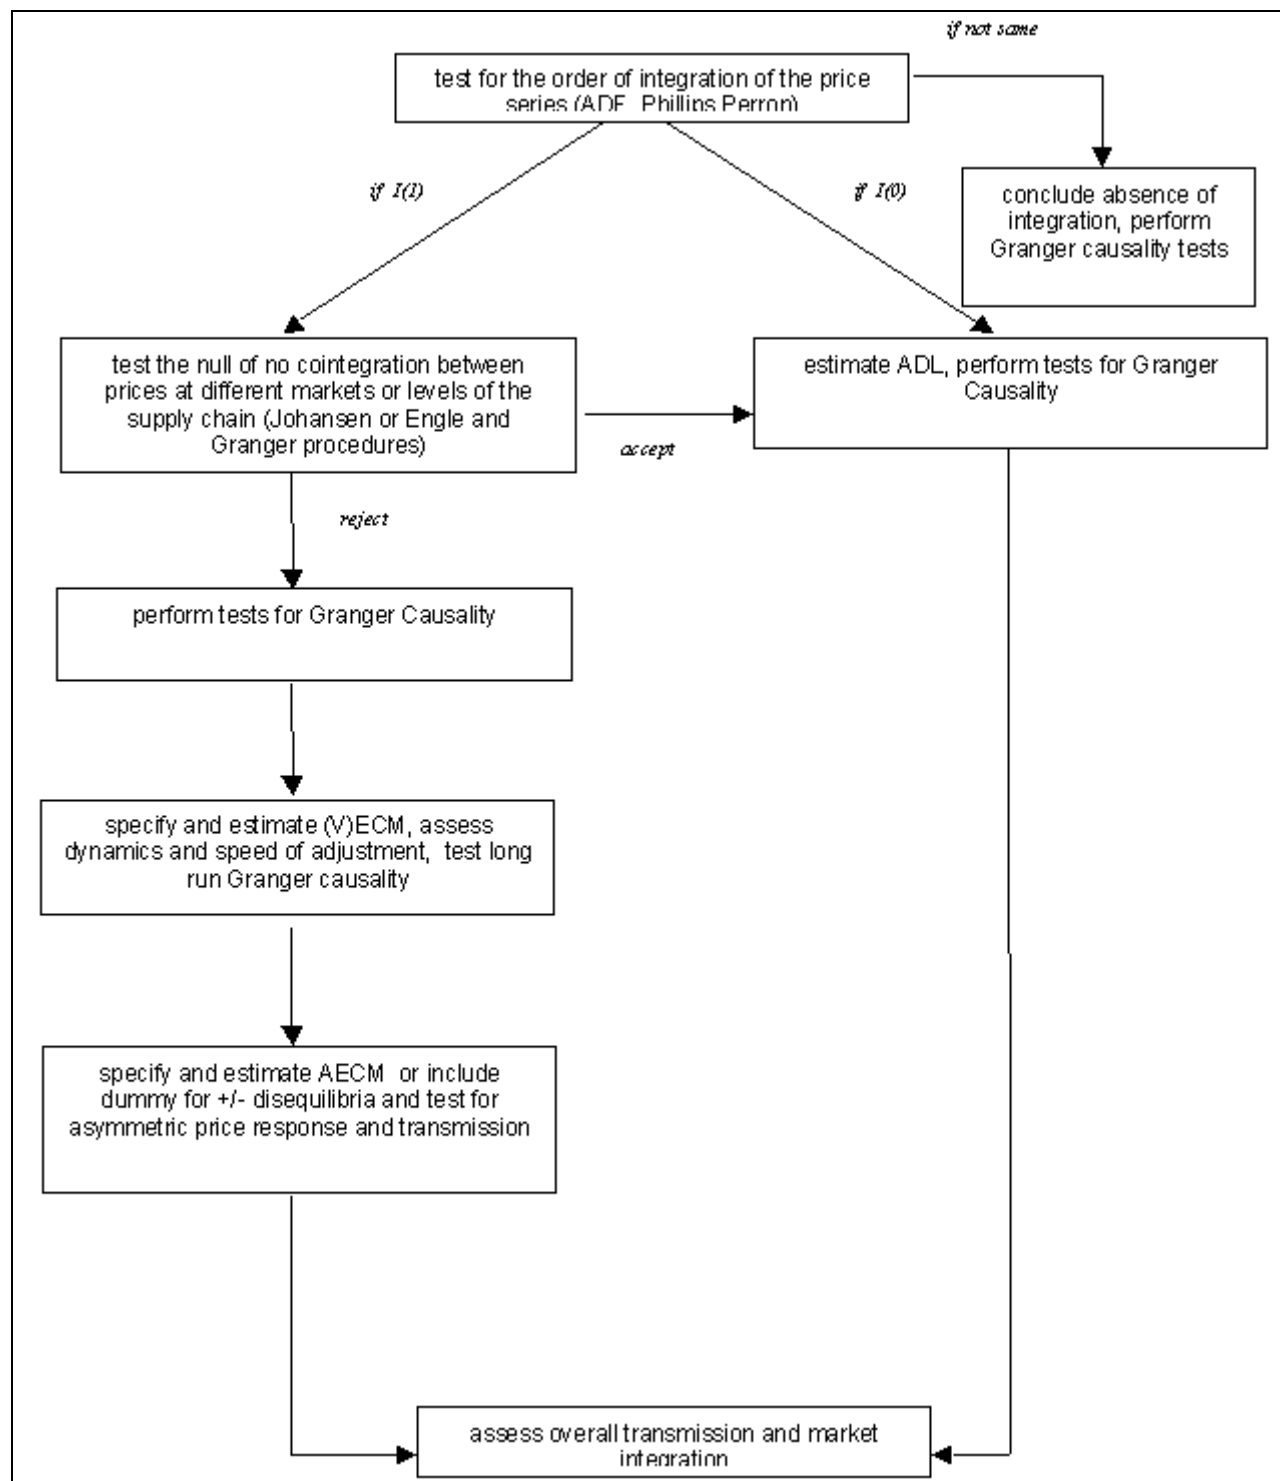 if not same
test for the order of integration of the price
series (ADF, Phillips Perron)
if I(1)
if I(0)
conclude absence of
integration, perform
Granger causality tests
test the null of no cointegration between
prices at different markets or levels of the
supply chain (Johansen or Engle and
Granger procedures)
accept
estimate ADL, perform tests for Granger
Causality
reject
perform tests for Granger Causality
specify and estimate (V)ECM, assess
dynamics and speed of adjustment, test long
run Granger causality
specify and estimate AECM or include
dummy for +/- disequilibria and test for
asymmetric price response and transmission
assess overall transmission and market
integration